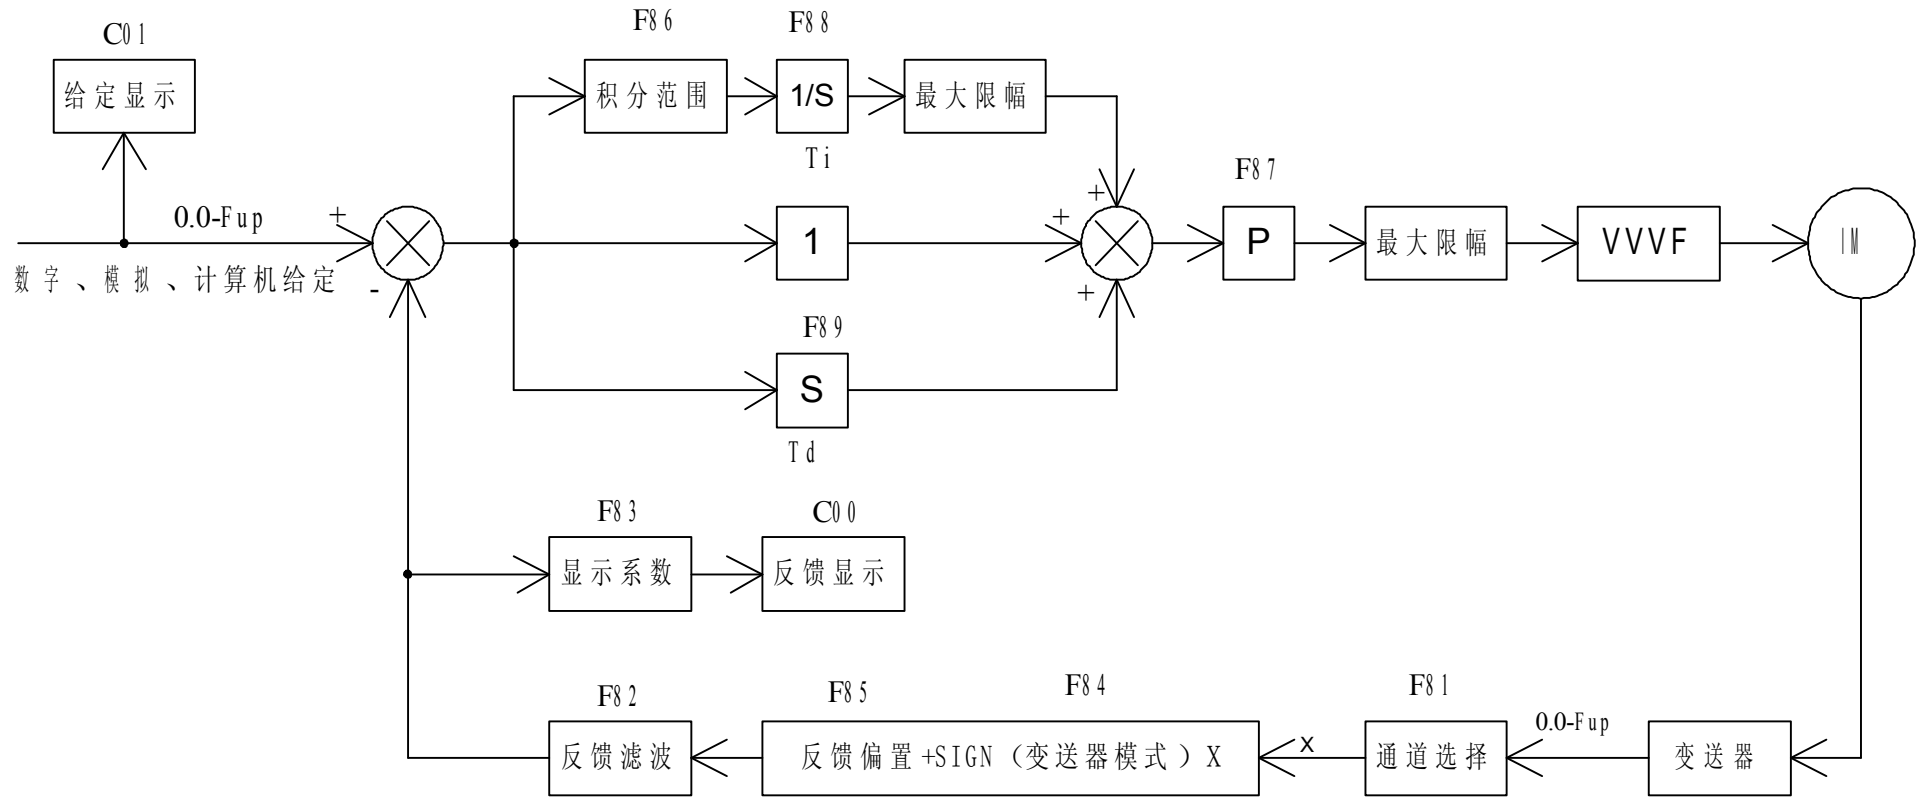 F86
F88
C01
给定显示
积分范围
1/S
最大限幅
Ti
F87
0.0-Fup
+
+
+
1
P
最大限幅
VVVF
IM
数字、模拟、计算机给定
-
+
F89
S
Td
F83
C00
显示系数
反馈显示
F82
F85
F84
F81
0.0-Fup
反馈滤波
反馈偏置+SIGN（变送器模式）X
X
通道选择
变送器